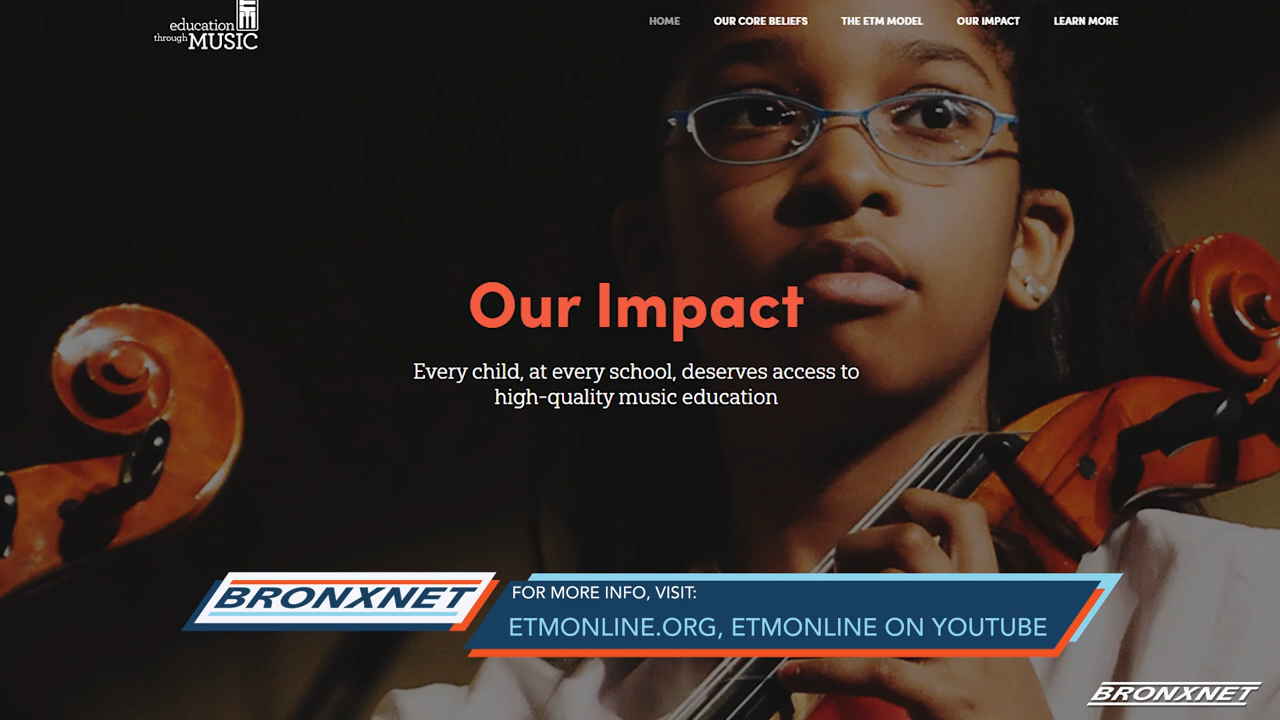 education
through MUSIC
HOME OUR CORE BELIEFS THE ETM MODEL OUR IMPACT LEARN MORE
Our Impact
Every child, at every school, deserves access to
high-quality music education
BRONXNET
FOR MORE INFO, VISIT:
ETMONLINE.ORG, ETMONLINE ON YOUTUBE
BRONXNET